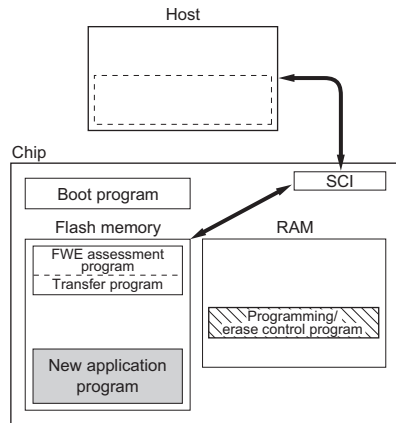 Host
Chip
SCI
Boot program
Flash memory
RAM
FWE assessment
program
Transfer program
Programming/
erase control program
New application
program